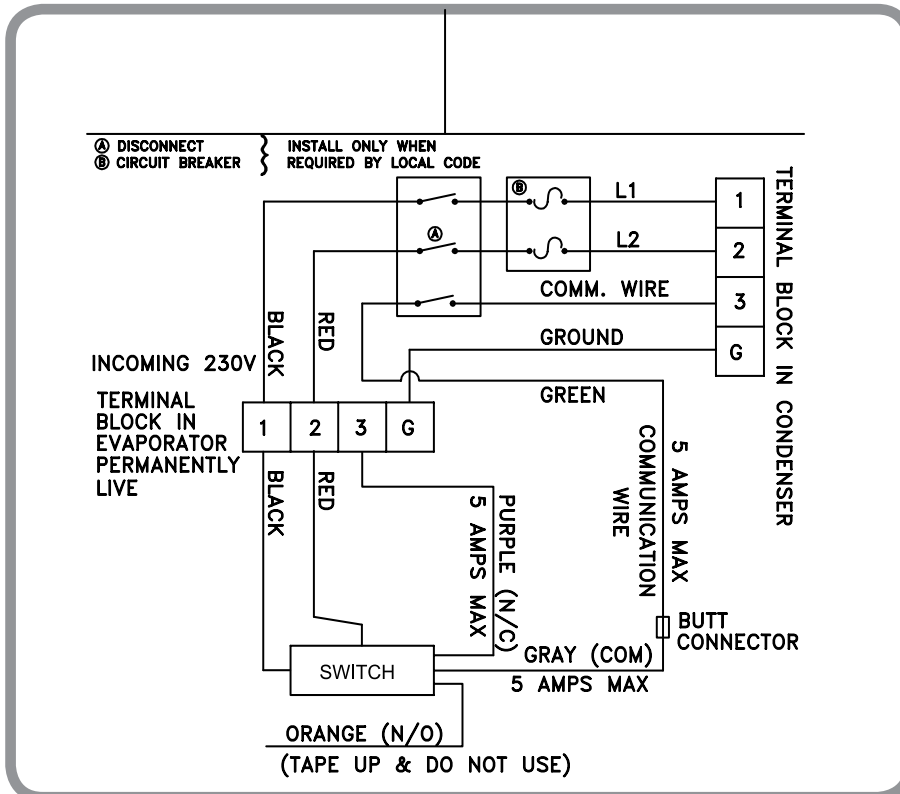 Ⓐ DISCONNECT
Ⓑ CIRCUIT BREAKER
INSTALL ONLY WHEN
REQUIRED BY LOCAL CODE
Ⓑ
L1
1
Ⓐ
L2
2
COMM. WIRE
3
GROUND
G
TERMINAL BLOCK IN CONDENSER
BLACK
RED
INCOMING 230V
GREEN
TERMINAL
BLOCK IN
EVAPORATOR
PERMANENTLY
LIVE
1
2
3
G
BLACK
RED
PURPLE (N/C)
5 AMPS MAX
5 AMPS MAX
COMMUNICATION
WIRE
BUTT
CONNECTOR
GRAY (COM)
5 AMPS MAX
SWITCH
ORANGE (N/O)
(TAPE UP & DO NOT USE)